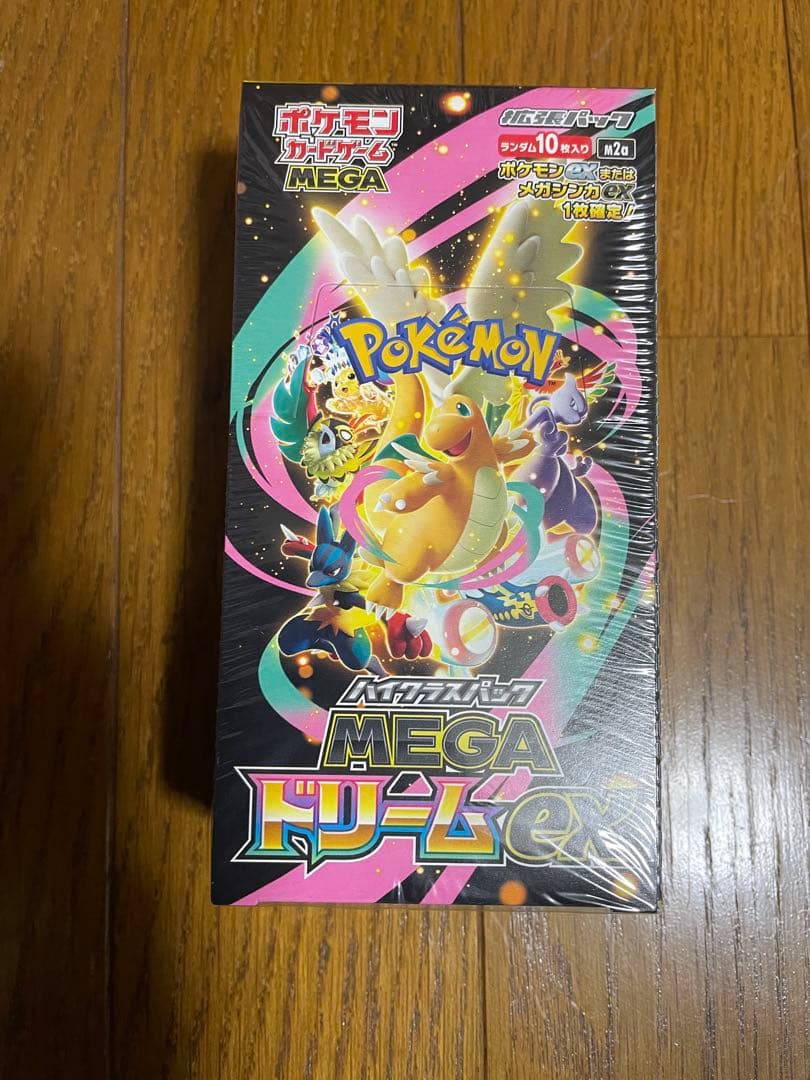 ポケモン
カードゲーム
MEGA
拡張パック
ランダム10枚入り M2a
ポケモンexまたは
メガシンカex
1枚確定!
POKéMON
TM
ハイクラスパック
MEGA
ドリームex